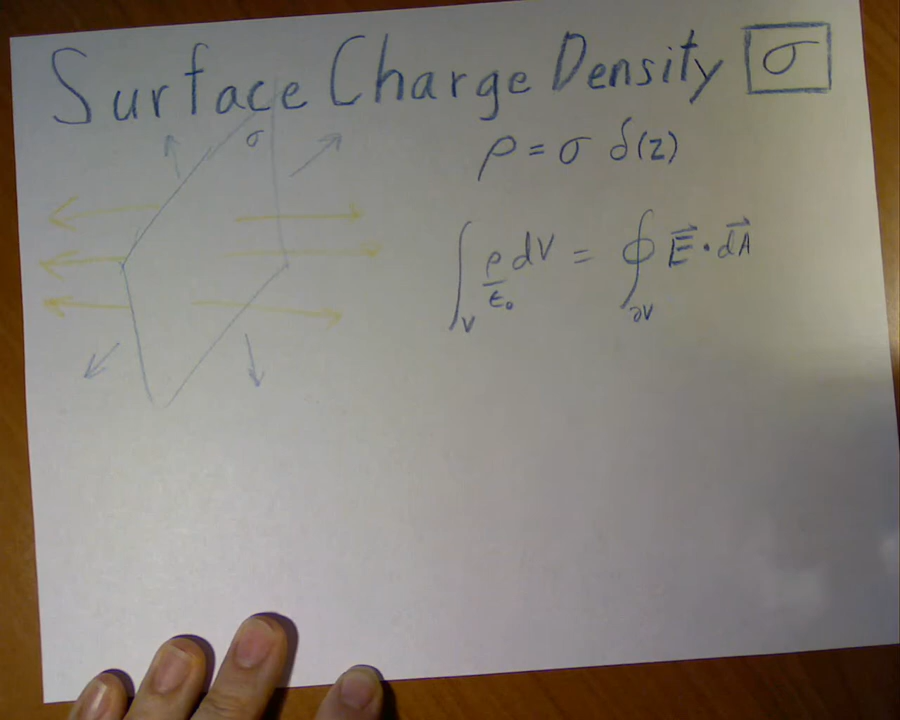 Surface Charge Density σ
σ
ρ = σ δ(z)
∫_V ρ/ε₀ dV = ∮_∂V E⃗ · dA⃗